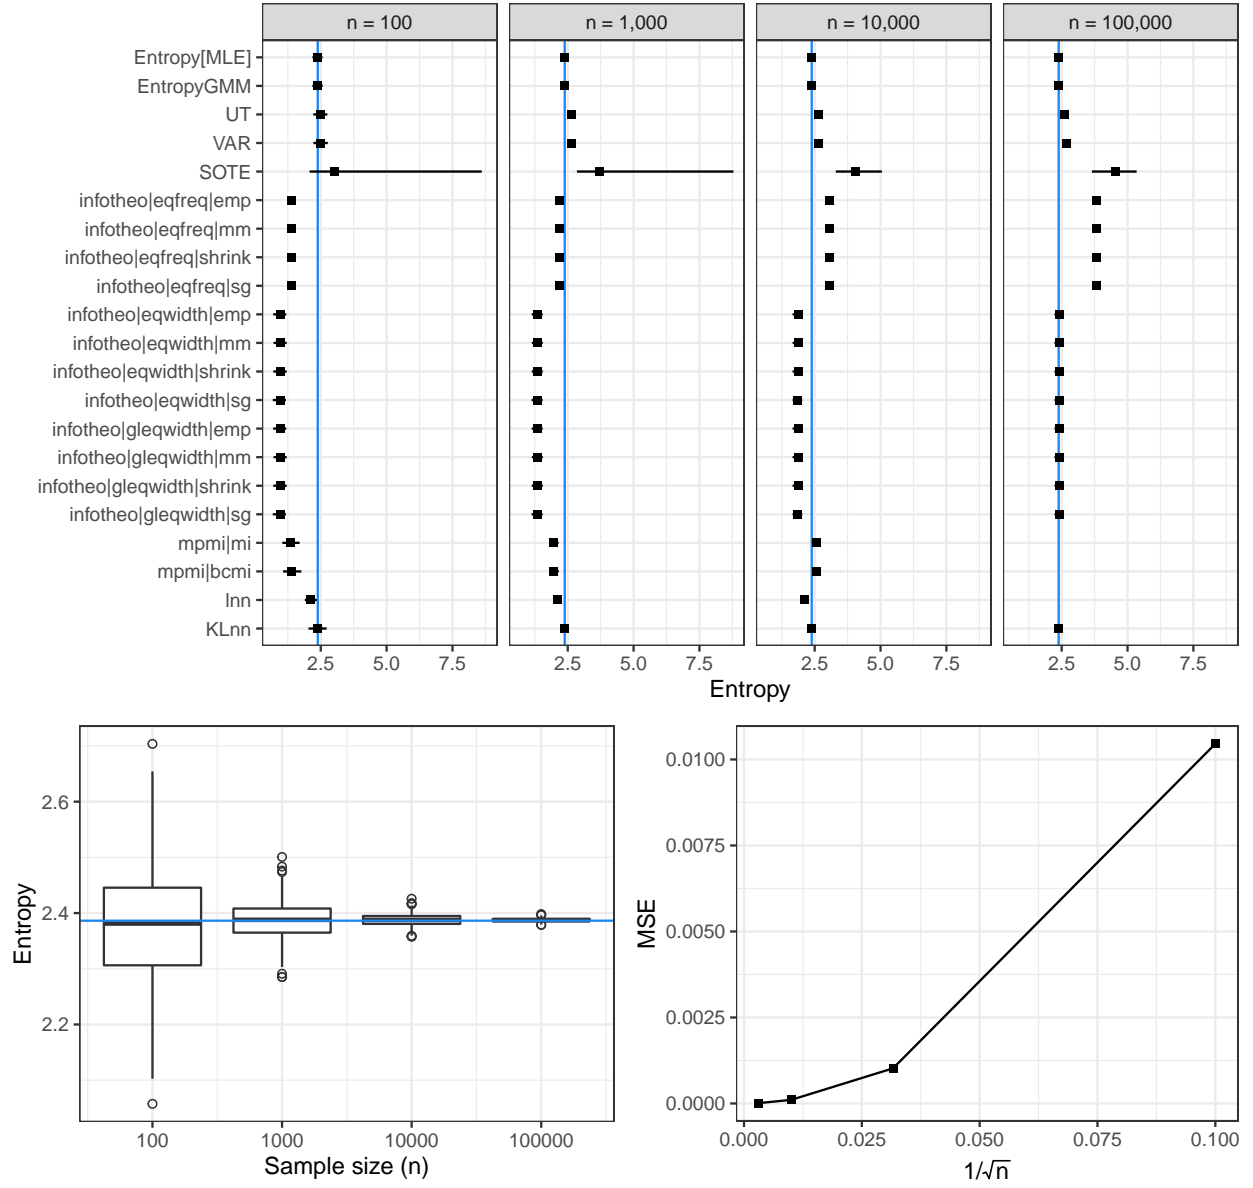 n = 100
n = 1,000
n = 10,000
n = 100,000
Entropy[MLE]
EntropyGMM
UT
VAR
SOTE
infotheo|eqfreq|emp
infotheo|eqfreq|mm
infotheo|eqfreq|shrink
infotheo|eqfreq|sg
infotheo|eqwidth|emp
infotheo|eqwidth|mm
infotheo|eqwidth|shrink
infotheo|eqwidth|sg
infotheo|gleqwidth|emp
infotheo|gleqwidth|mm
infotheo|gleqwidth|shrink
infotheo|gleqwidth|sg
mpmi|mi
mpmi|bcmi
lnn
KLnn
2.5 5.0 7.5
2.5 5.0 7.5
2.5 5.0 7.5
2.5 5.0 7.5
Entropy
2.6
2.4
2.2
Entropy
100 1000 10000 100000
Sample size (n)
0.0100
0.0075
0.0050
0.0025
0.0000
MSE
0.000 0.025 0.050 0.075 0.100
1/√n